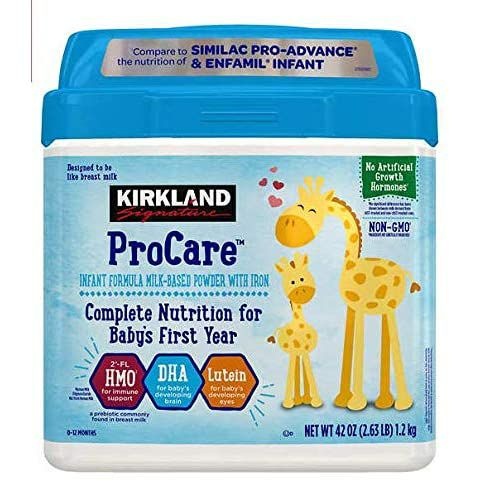 Compare to SIMILAC PRO-ADVANCE®
the nutrition of & ENFAMIL® INFANT
Designed to be
like breast milk
No Artificial
Growth
Hormones†
KIRKLAND
Signature
NON-GMO
ProCare™
INFANT FORMULA MILK-BASED POWDER WITH IRON
Complete Nutrition for
Baby's First Year
2'-FL
HMO*
for immune
support
DHA
for baby's
developing
brain
Lutein
for baby's
developing
eyes
a prebiotic commonly
found in breast milk
0-12 MONTHS
NET WT 42 OZ (2.63 LB) 1.2 kg